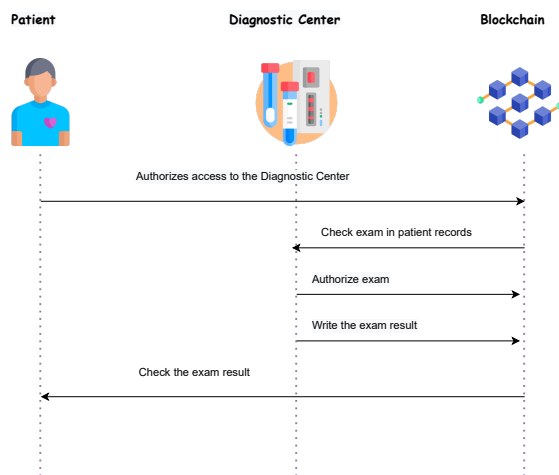 Patient
Diagnostic Center
Blockchain
Authorizes access to the Diagnostic Center
Check exam in patient records
Authorize exam
Write the exam result
Check the exam result